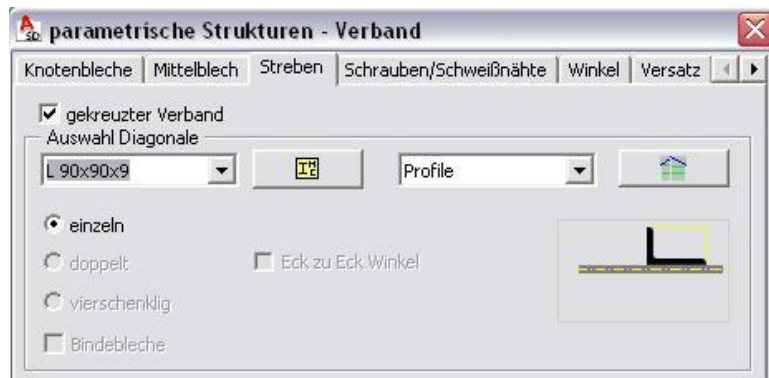 parametrische Strukturen - Verband
Knotenbleche Mittelblech Streben Schrauben/Schweißnähte Winkel Versatz
gekreuzter Verband
Auswahl Diagonale
L 90x90x9 Profile
einzeln
doppelt Eck zu Eck Winkel
vierschenklig
Bindebleche